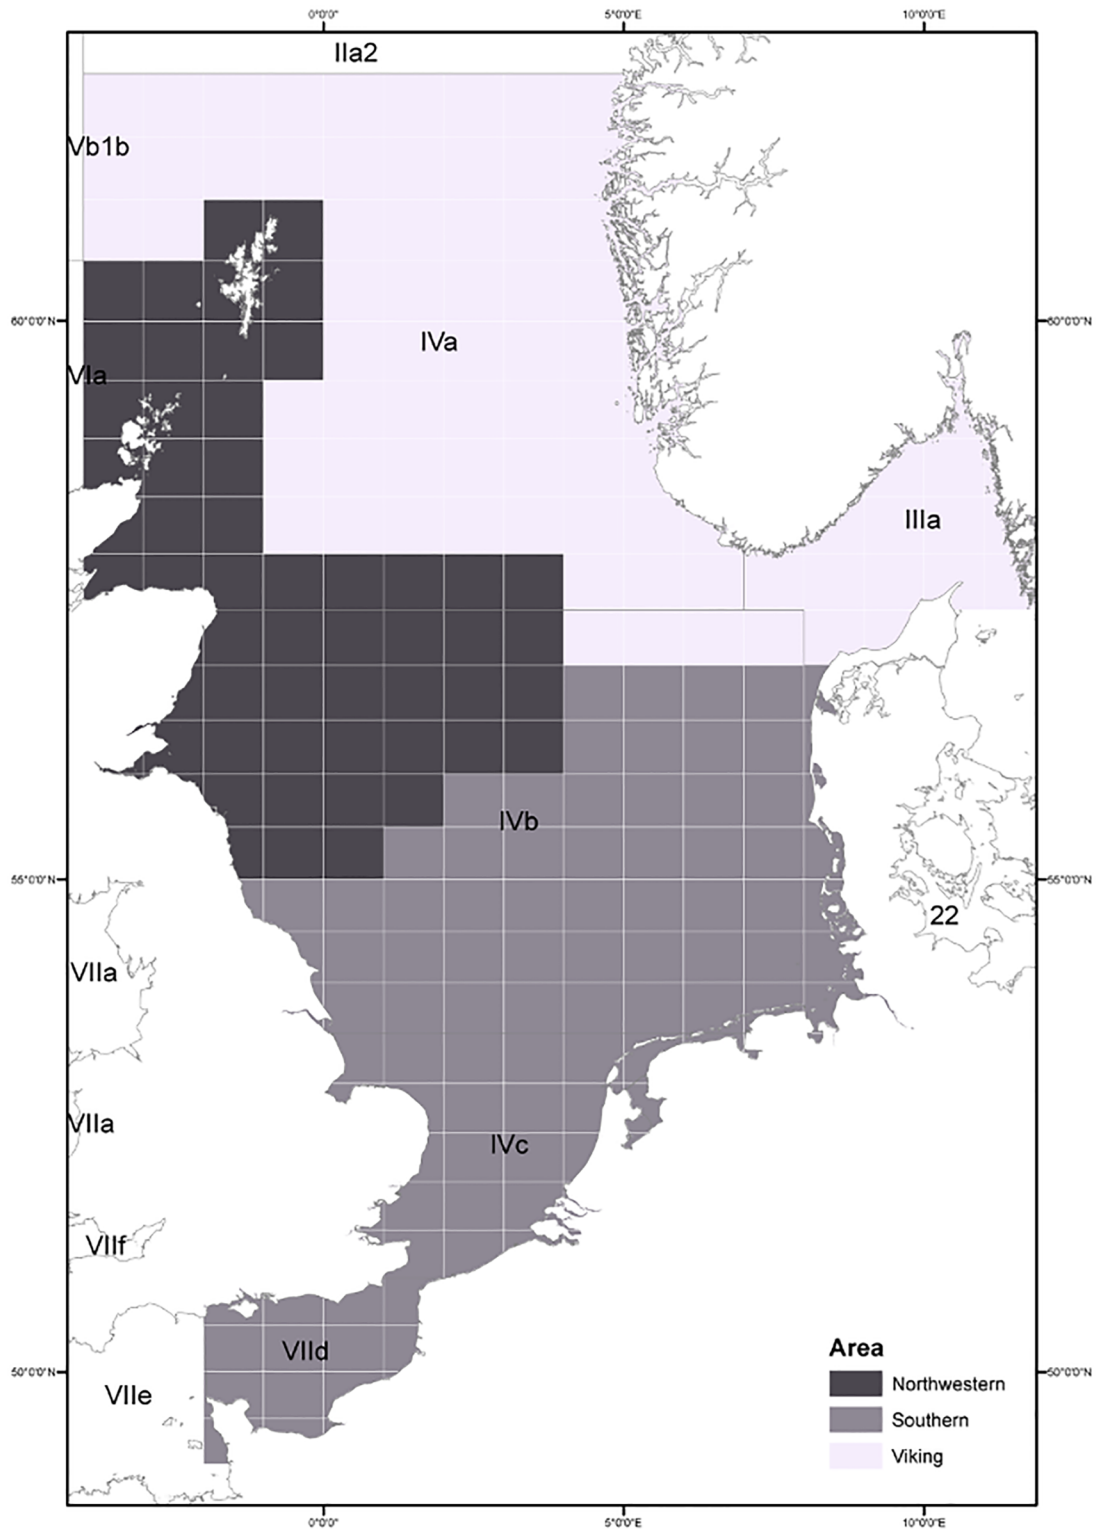 0°0'0" 5°0'0"E 10°0'0"E
IIa2
Vb1b
60°0'0"N 60°0'0"N
IVa
VIa
IIIa
IVb
55°0'0"N 55°0'0"N
22
VIIa
VIIa
IVc
VIIf
VIId
Area
50°0'0"N 50°0'0"N
Northwestern
VIIe
Southern
Viking
0°0'0" 5°0'0"E 10°0'0"E